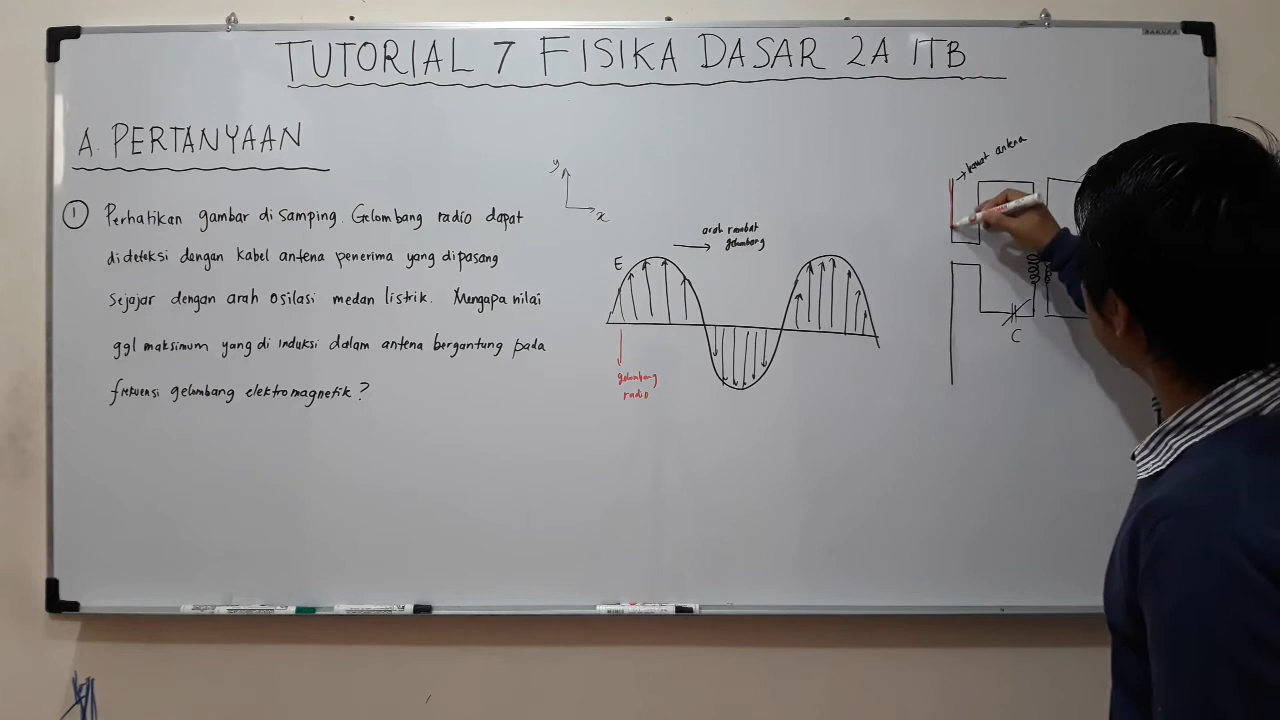 TUTORIAL 7 FISIKA DASAR 2A ITB
A. PERTANYAAN
1 Perhatikan gambar di samping. Gelombang radio dapat
dideteksi dengan kabel antena penerima yang dipasang
sejajar dengan arah osilasi medan listrik. Mengapa nilai
ggl maksimum yang di induksi dalam antena bergantung pada
frekuensi gelombang elektromagnetik?
y
x
arah rambat
gelombang
E
gelombang
radio
kawat antena
C